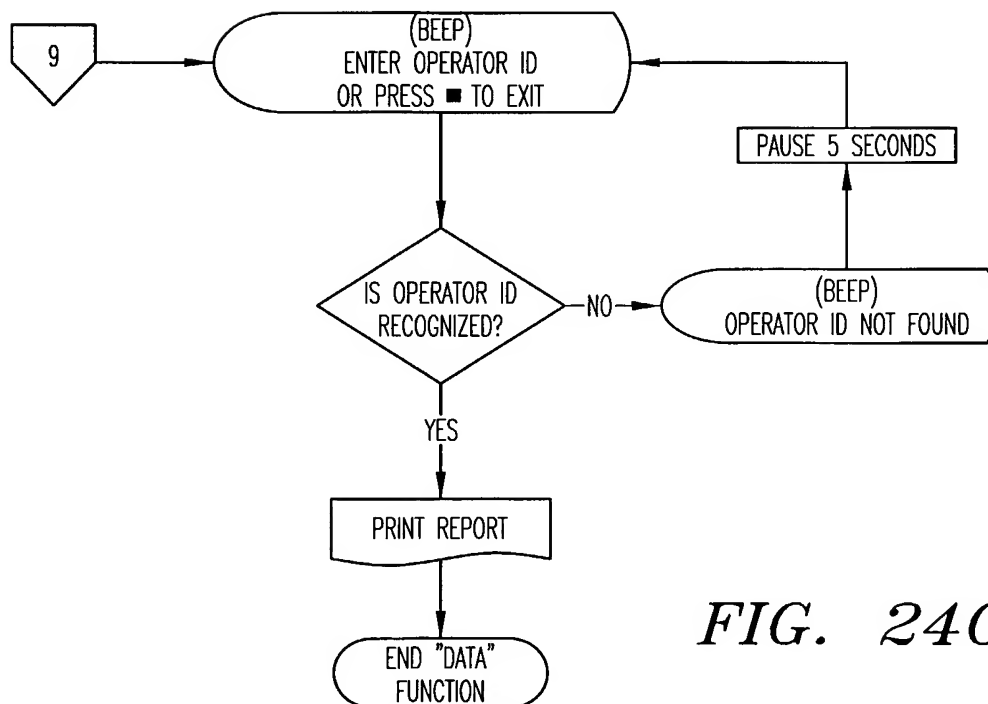 9
(BEEP)
ENTER OPERATOR ID
OR PRESS ■ TO EXIT
PAUSE 5 SECONDS
IS OPERATOR ID
RECOGNIZED?
NO
(BEEP)
OPERATOR ID NOT FOUND
YES
PRINT REPORT
END "DATA"
FUNCTION
FIG.